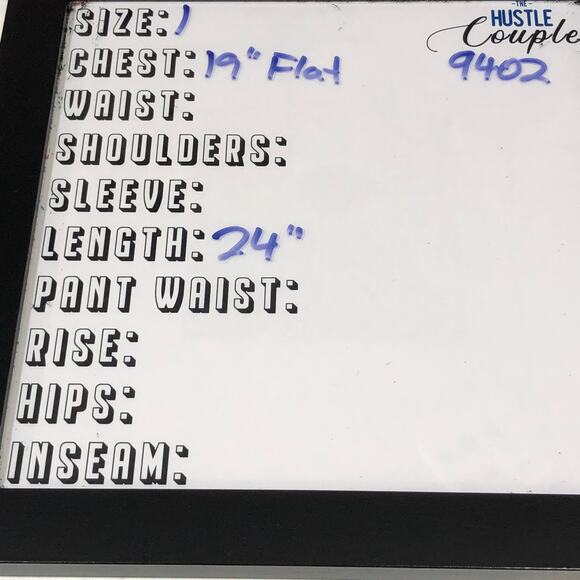 SIZE: 1
THE
HUSTLE
Couple
CHEST: 19" Flat
9402
WAIST:
SHOULDERS:
SLEEVE:
LENGTH: 24"
PANT WAIST:
RISE:
HIPS:
INSEAM: